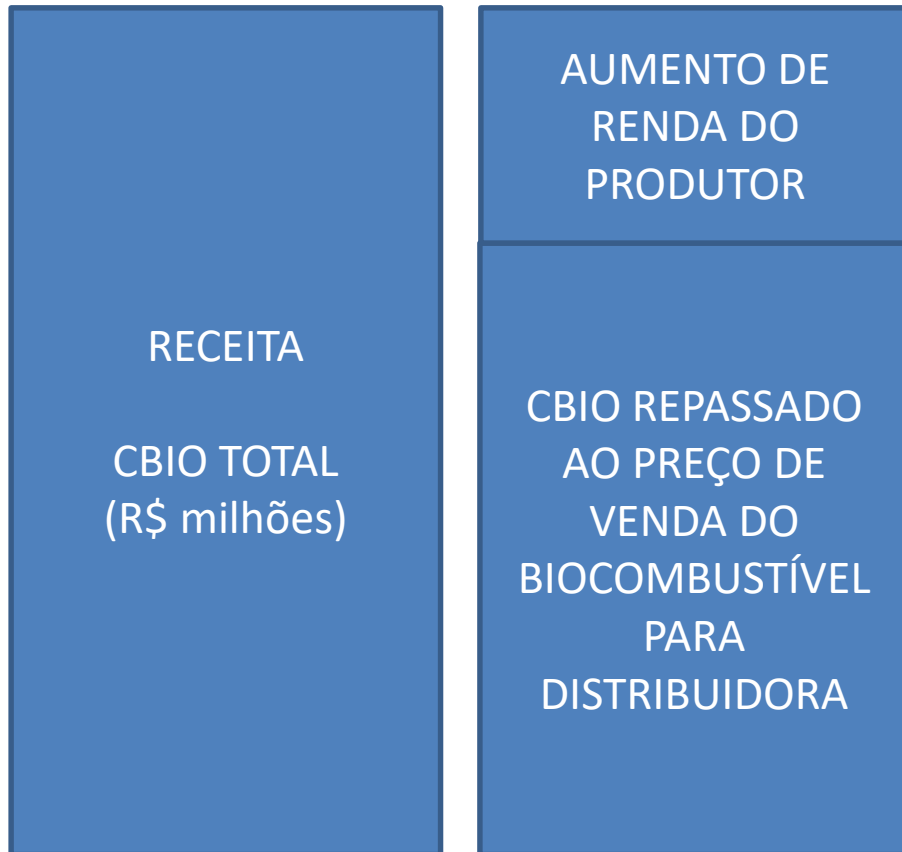 RECEITA
CBIO TOTAL
(R$ milhões)
AUMENTO DE
RENDA DO
PRODUTOR
CBIO REPASSADO
AO PREÇO DE
VENDA DO
BIOCOMBUSTÍVEL
PARA
DISTRIBUIDORA